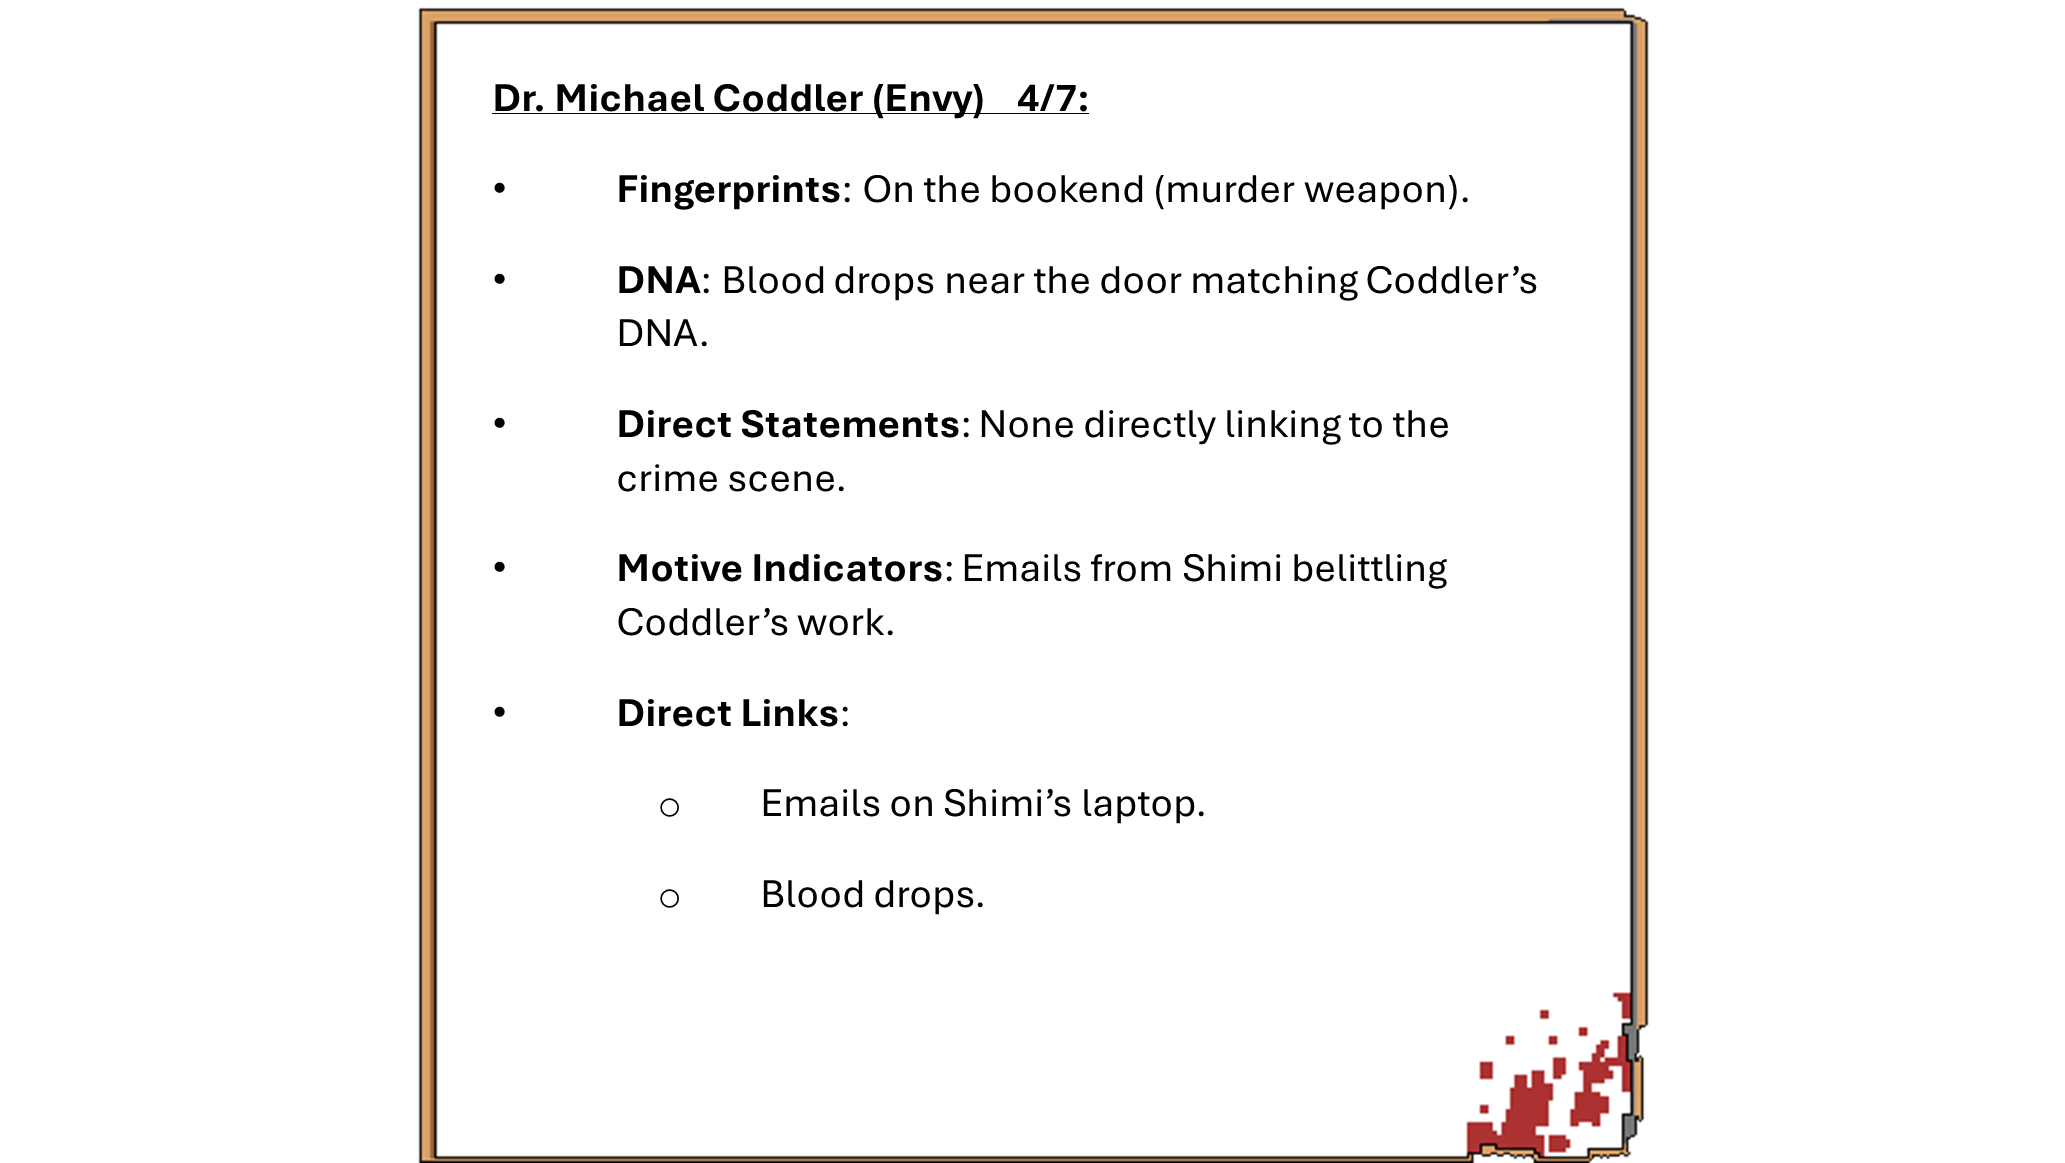 Dr. Michael Coddler (Envy)   4/7:
• Fingerprints: On the bookend (murder weapon).
• DNA: Blood drops near the door matching Coddler’s
DNA.
• Direct Statements: None directly linking to the
crime scene.
• Motive Indicators: Emails from Shimi belittling
Coddler’s work.
• Direct Links:
o Emails on Shimi’s laptop.
o Blood drops.